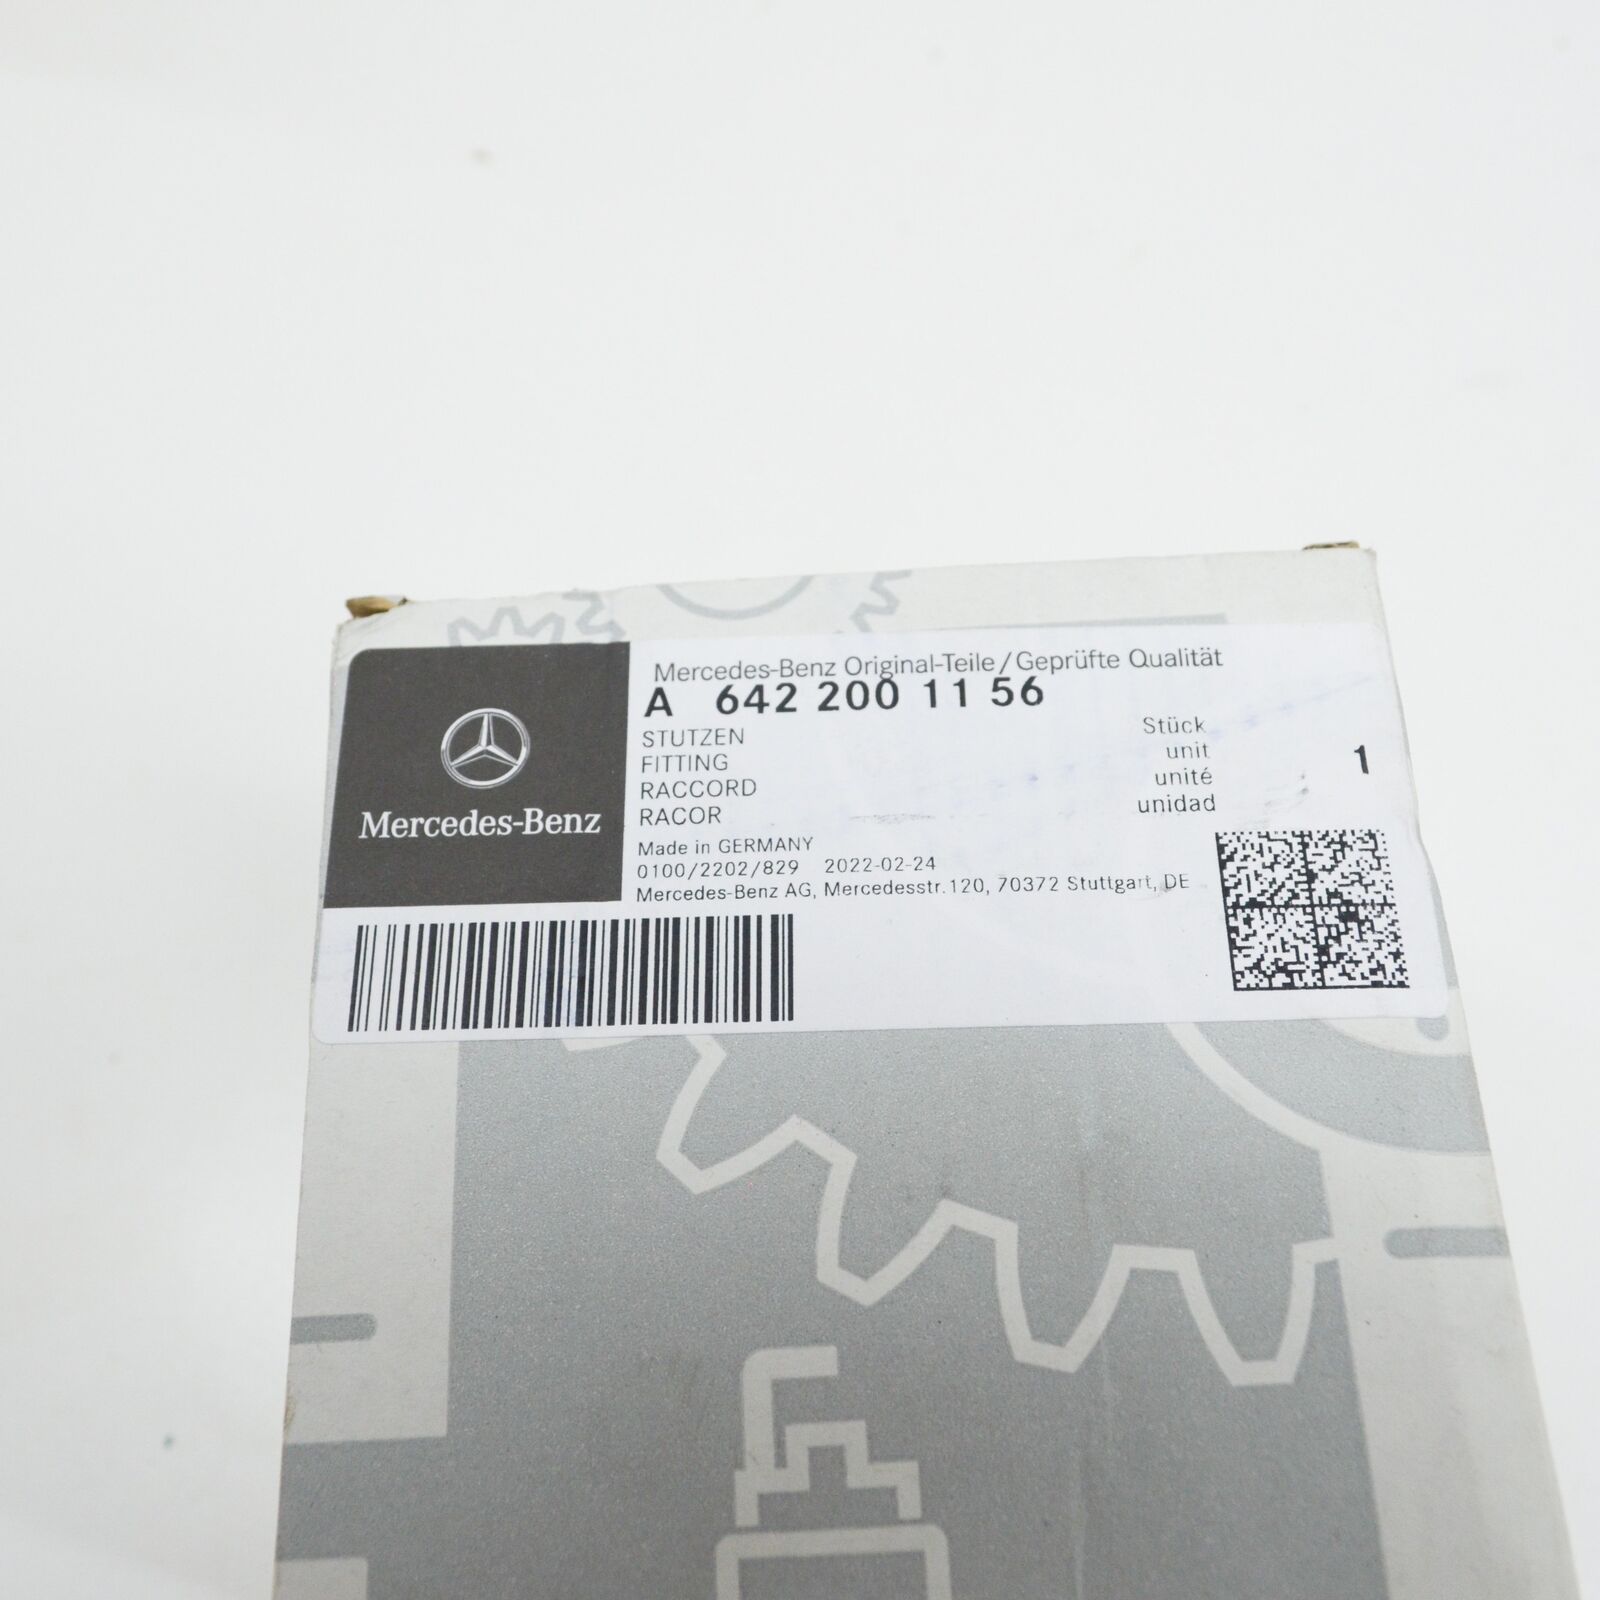 Mercedes-Benz
Mercedes-Benz Original-Teile/Geprüfte Qualität
A 642 200 11 56
STUTZEN
FITTING
RACCORD
RACOR
Stück
unit
unité
unidad
1
Made in GERMANY
0100/2202/829 2022-02-24
Mercedes-Benz AG, Mercedesstr.120, 70372 Stuttgart, DE